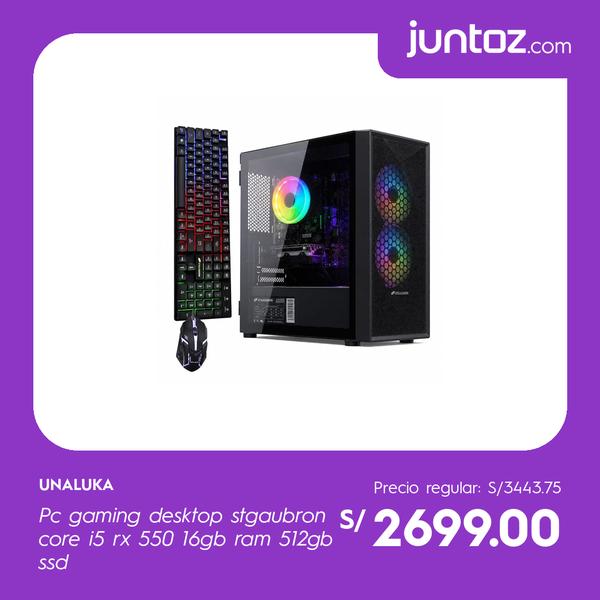 juntoz.com
UNALUKA
Precio regular: S/3443.75
Pc gaming desktop stgaubron
core i5 rx 550 16gb ram 512gb
ssd
S/ 2699.00